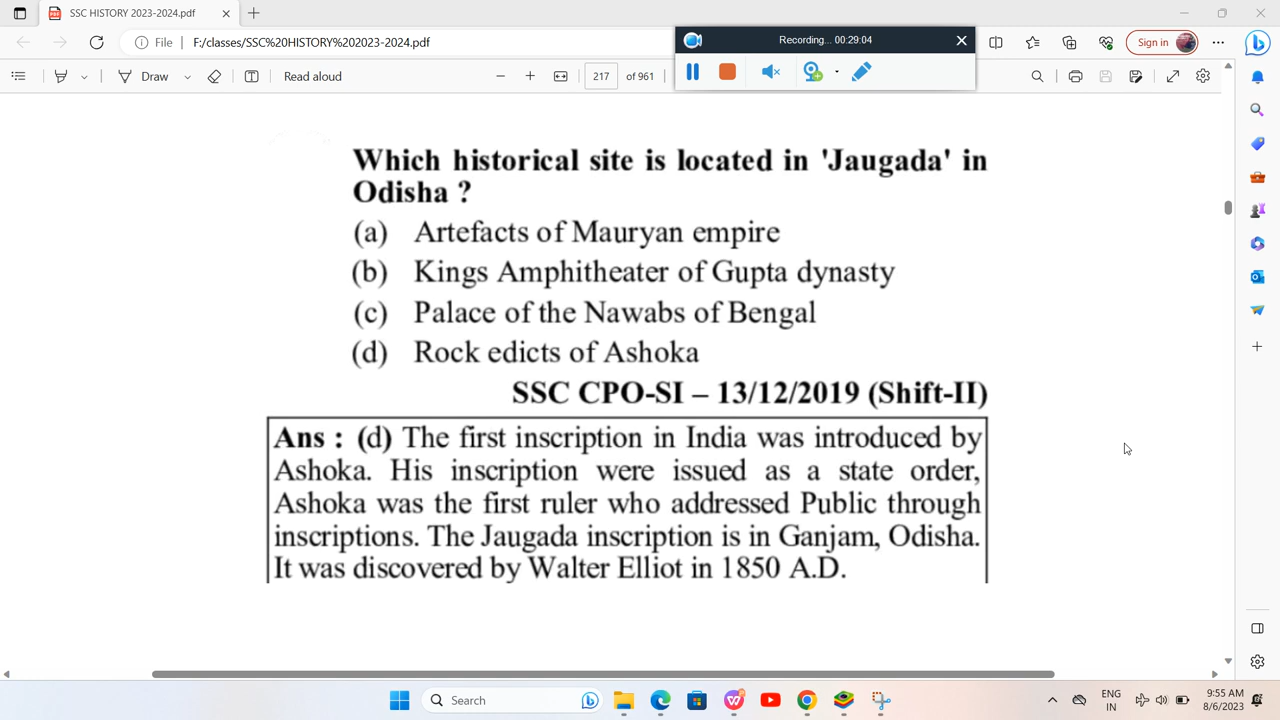 SSC HISTORY 2023-2024.pdf
Recording... 00:29:04
File F:/classes/SSC%20HISTORY%202023-2024.pdf
Sign in
Draw
Read aloud
217 of 961
Which historical site is located in 'Jaugada' in
Odisha ?
(a) Artefacts of Mauryan empire
(b) Kings Amphitheater of Gupta dynasty
(c) Palace of the Nawabs of Bengal
(d) Rock edicts of Ashoka
SSC CPO-SI – 13/12/2019 (Shift-II)
Ans : (d) The first inscription in India was introduced by
Ashoka. His inscription were issued as a state order,
Ashoka was the first ruler who addressed Public through
inscriptions. The Jaugada inscription is in Ganjam, Odisha.
It was discovered by Walter Elliot in 1850 A.D.
Search
ENG
IN
9:55 AM
8/6/2023